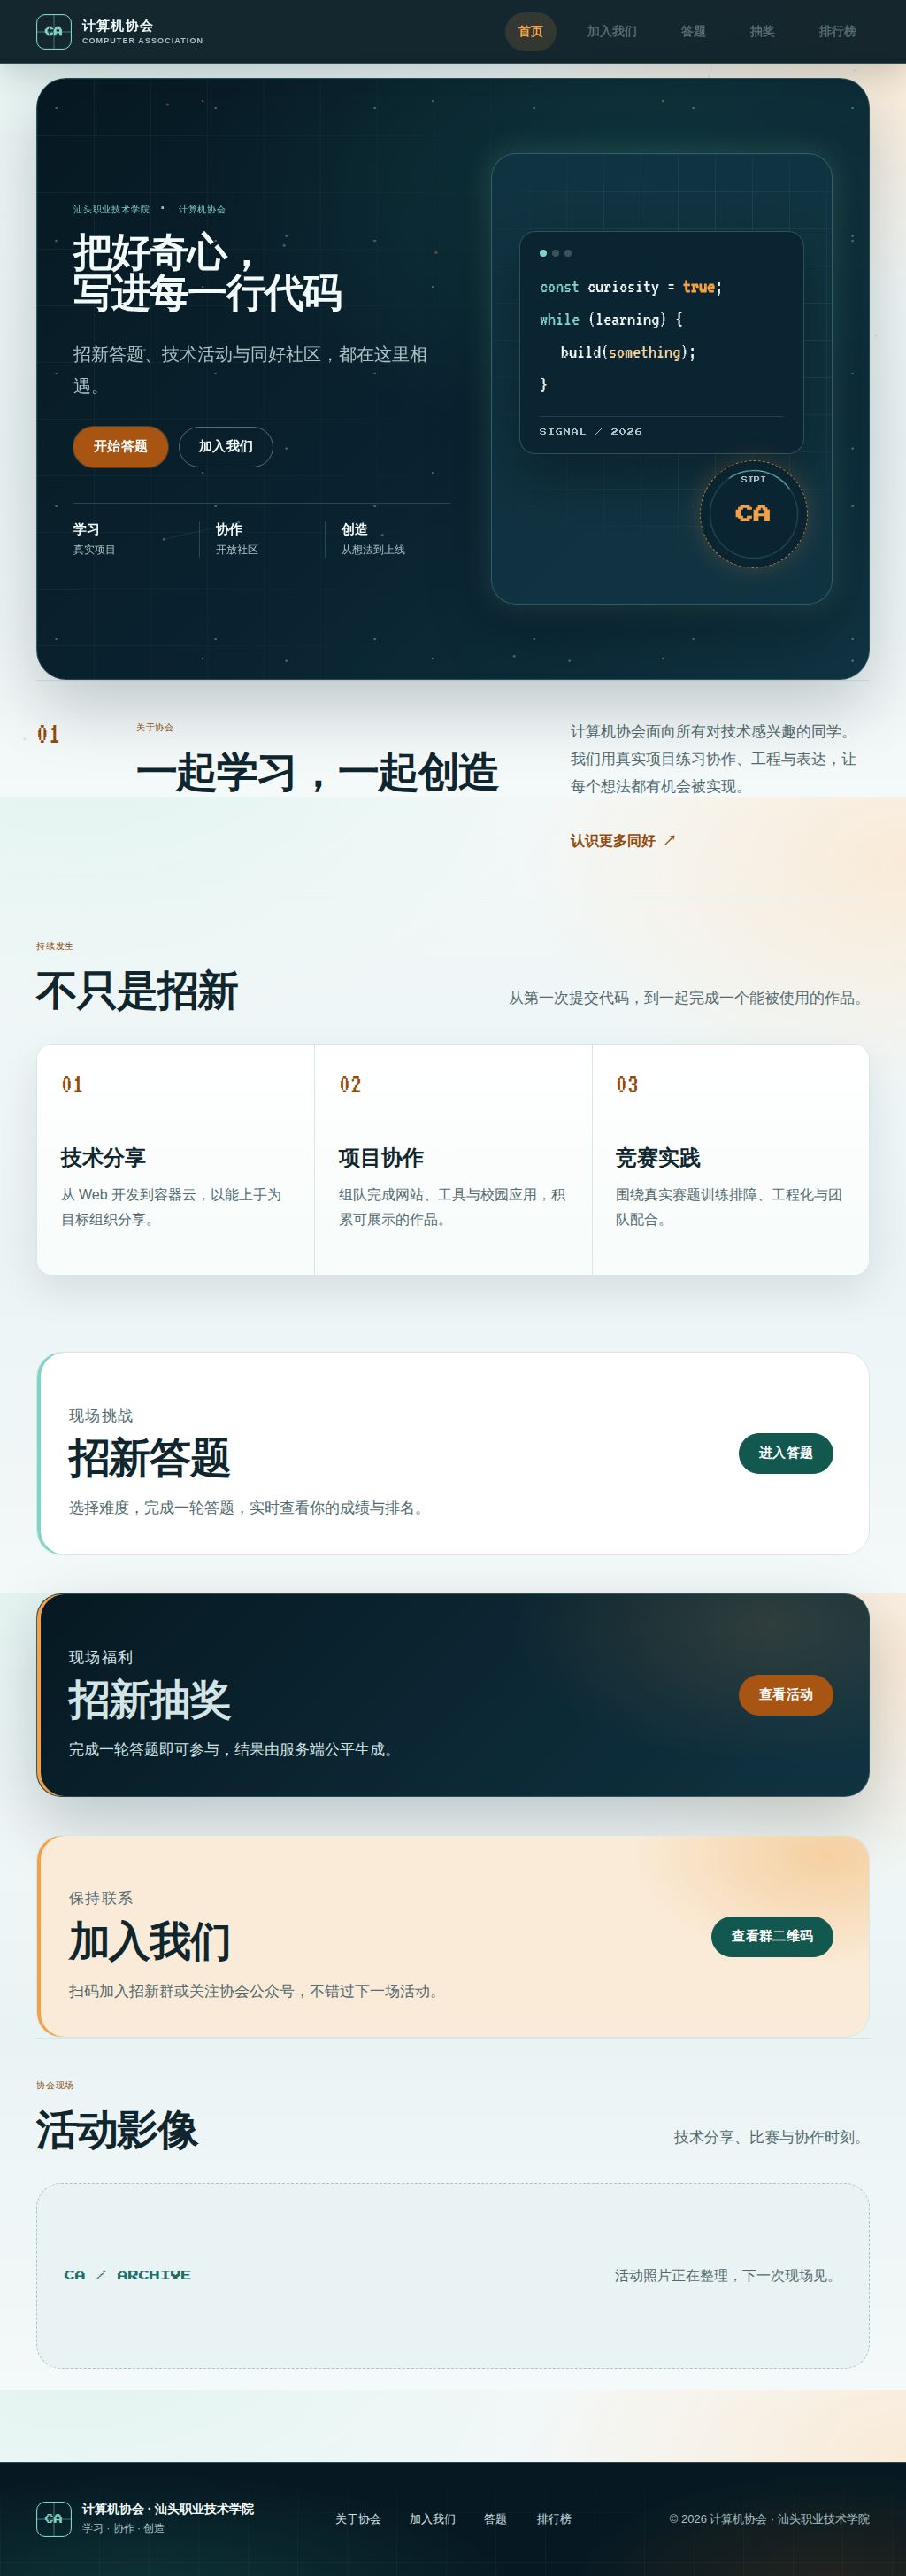 CA
计算机协会
COMPUTER ASSOCIATION
首页
加入我们
答题
抽奖
排行榜
汕头职业技术学院 · 计算机协会
把好奇心，
写进每一行代码
招新答题、技术活动与同好社区，都在这里相
遇。
开始答题
加入我们
学习
真实项目
协作
开放社区
创造
从想法到上线
const curiosity = true;
while (learning) {
build(something);
}
SIGNAL / 2026
STPT
CA
01
关于协会
一起学习，一起创造
计算机协会面向所有对技术感兴趣的同学。
我们用真实项目练习协作、工程与表达，让
每个想法都有机会被实现。
认识更多同好 ↗
持续发生
不只是招新
从第一次提交代码，到一起完成一个能被使用的作品。
01
技术分享
从 Web 开发到容器云，以能上手为
目标组织分享。
02
项目协作
组队完成网站、工具与校园应用，积
累可展示的作品。
03
竞赛实践
围绕真实赛题训练排障、工程化与团
队配合。
现场挑战
招新答题
选择难度，完成一轮答题，实时查看你的成绩与排名。
进入答题
现场福利
招新抽奖
完成一轮答题即可参与，结果由服务端公平生成。
查看活动
保持联系
加入我们
扫码加入招新群或关注协会公众号，不错过下一场活动。
查看群二维码
协会现场
活动影像
技术分享、比赛与协作时刻。
CA / ARCHIVE
活动照片正在整理，下一次现场见。
CA
计算机协会 · 汕头职业技术学院
学习 · 协作 · 创造
关于协会
加入我们
答题
排行榜
© 2026 计算机协会 · 汕头职业技术学院